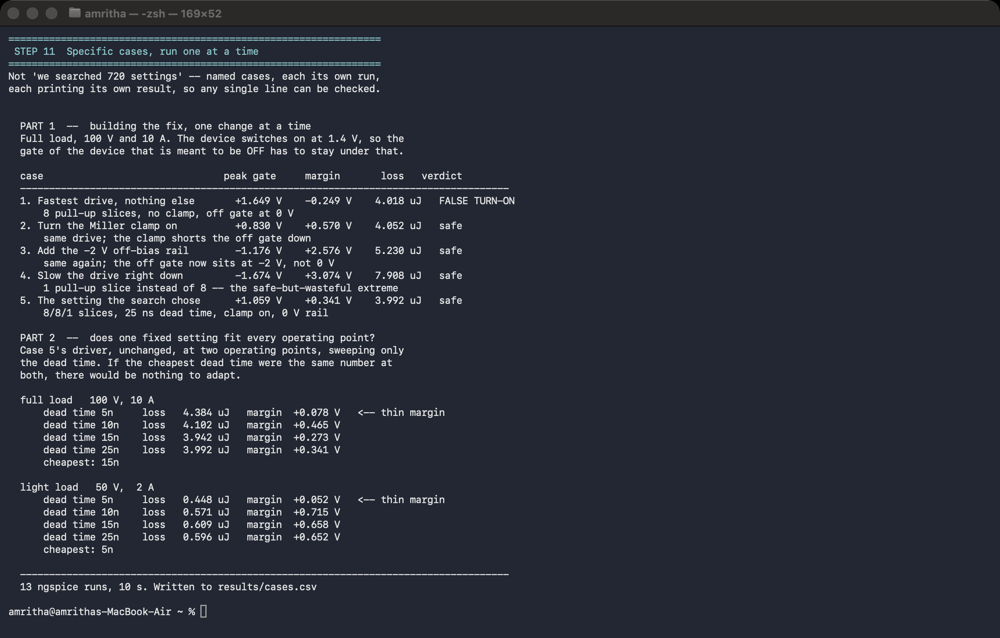 amritha — -zsh — 169×52
================================================================
STEP 11  Specific cases, run one at a time
================================================================
Not 'we searched 720 settings' -- named cases, each its own run,
each printing its own result, so any single line can be checked.
PART 1  --  building the fix, one change at a time
Full load, 100 V and 10 A. The device switches on at 1.4 V, so the
gate of the device that is meant to be OFF has to stay under that.
case                               peak gate     margin       loss   verdict
------------------------------------------------------------------------------------
1. Fastest drive, nothing else       +1.649 V    -0.249 V    4.018 uJ   FALSE TURN-ON
8 pull-up slices, no clamp, off gate at 0 V
2. Turn the Miller clamp on          +0.830 V    +0.570 V    4.052 uJ   safe
same drive; the clamp shorts the off gate down
3. Add the -2 V off-bias rail        -1.176 V    +2.576 V    5.230 uJ   safe
same again; the off gate now sits at -2 V, not 0 V
4. Slow the drive right down         -1.674 V    +3.074 V    7.908 uJ   safe
1 pull-up slice instead of 8 -- the safe-but-wasteful extreme
5. The setting the search chose      +1.059 V    +0.341 V    3.992 uJ   safe
8/8/1 slices, 25 ns dead time, clamp on, 0 V rail
PART 2  --  does one fixed setting fit every operating point?
Case 5's driver, unchanged, at two operating points, sweeping only
the dead time. If the cheapest dead time were the same number at
both, there would be nothing to adapt.
full load   100 V, 10 A
dead time 5n     loss   4.384 uJ   margin  +0.078 V   <-- thin margin
dead time 10n    loss   4.102 uJ   margin  +0.465 V
dead time 15n    loss   3.942 uJ   margin  +0.273 V
dead time 25n    loss   3.992 uJ   margin  +0.341 V
cheapest: 15n
light load   50 V,  2 A
dead time 5n     loss   0.448 uJ   margin  +0.052 V   <-- thin margin
dead time 10n    loss   0.571 uJ   margin  +0.715 V
dead time 15n    loss   0.609 uJ   margin  +0.658 V
dead time 25n    loss   0.596 uJ   margin  +0.652 V
cheapest: 5n
------------------------------------------------------------------------------------
13 ngspice runs, 10 s. Written to results/cases.csv
amritha@amrithas-MacBook-Air ~ %